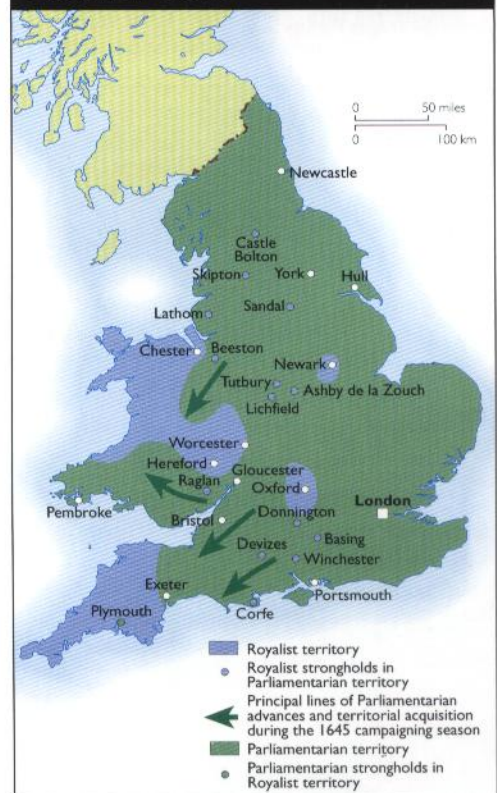 0 50 miles
0 100 km
Newcastle
Castle
Bolton
Skipton
York
Hull
Lathom
Sandal
Chester
Beeston
Newark
Tutbury
Ashby de la Zouch
Lichfield
Worcester
Hereford
Gloucester
Raglan
Oxford
London
Pembroke
Bristol
Donnington
Devizes
Basing
Winchester
Exeter
Portsmouth
Plymouth
Corfe
Royalist territory
Royalist strongholds in
Parliamentarian territory
Principal lines of Parliamentarian
advances and territorial acquisition
during the 1645 campaigning season
Parliamentarian territory
Parliamentarian strongholds in
Royalist territory